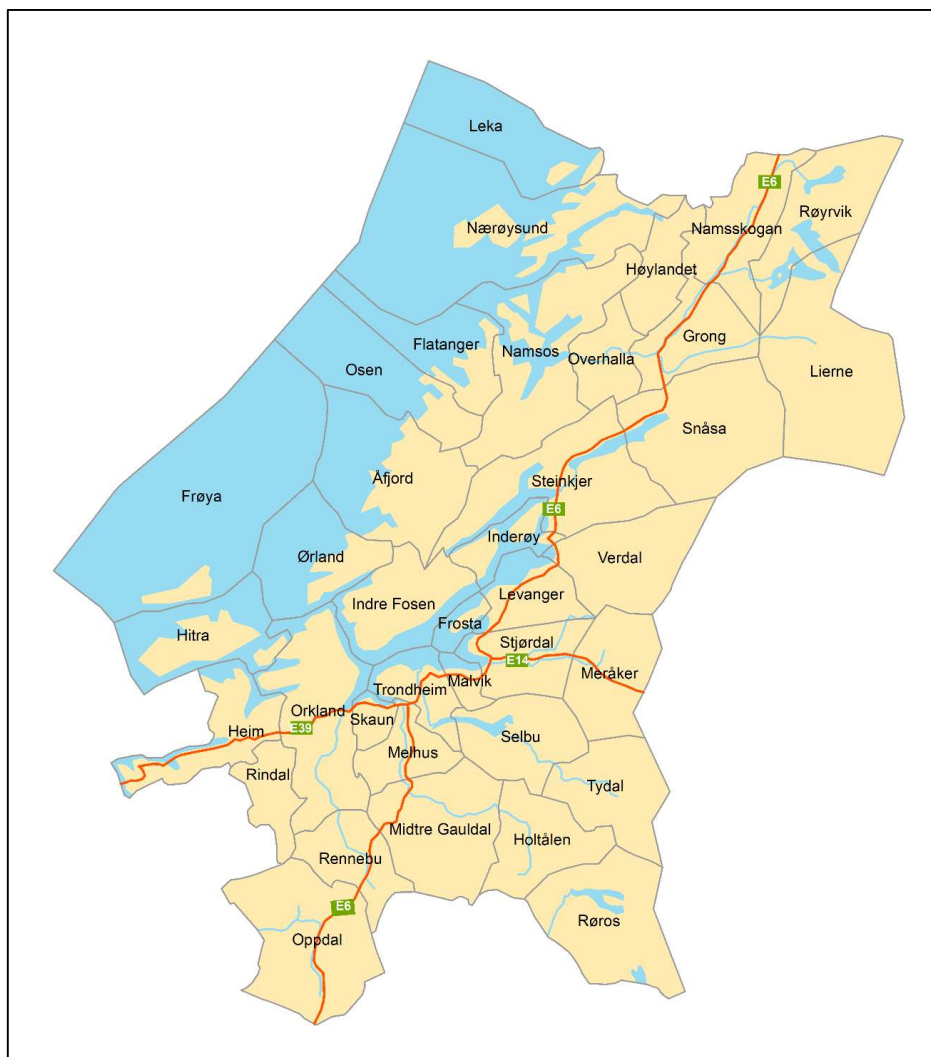 Leka
E6
Røyrvik
Nærøysund
Namsskogan
Høylandet
Grong
Flatanger
Namsos
Overhalla
Osen
Lierne
Snåsa
Åfjord
Steinkjer
Frøya
E6
Inderøy
Ørland
Verdal
Levanger
Indre Fosen
Frosta
Hitra
Stjørdal
E14
Meråker
Malvik
Trondheim
Orkland
Skaun
E39
Heim
Selbu
Melhus
Rindal
Tydal
Midtre Gauldal
Holtålen
Rennebu
E6
Røros
Oppdal